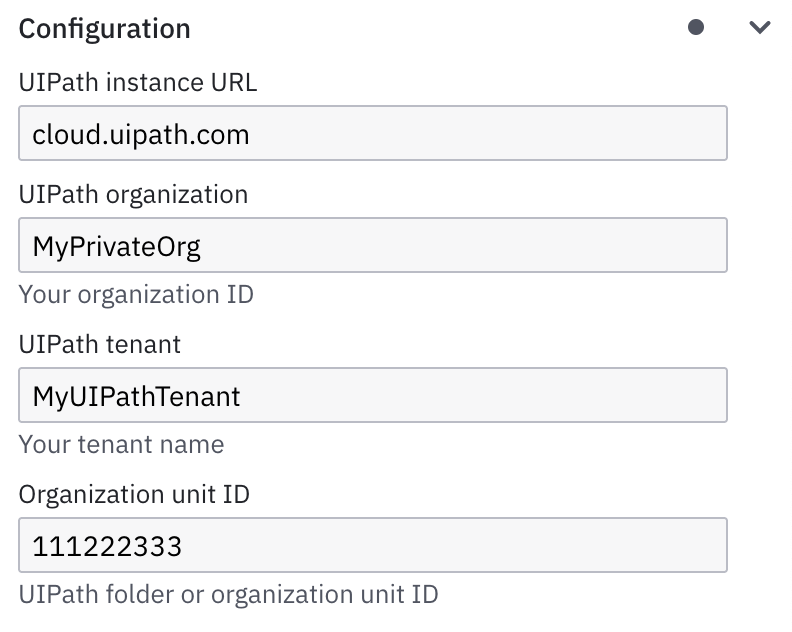 Configuration
UIPath instance URL
cloud.uipath.com
UIPath organization
MyPrivateOrg
Your organization ID
UIPath tenant
MyUIPathTenant
Your tenant name
Organization unit ID
111222333
UIPath folder or organization unit ID